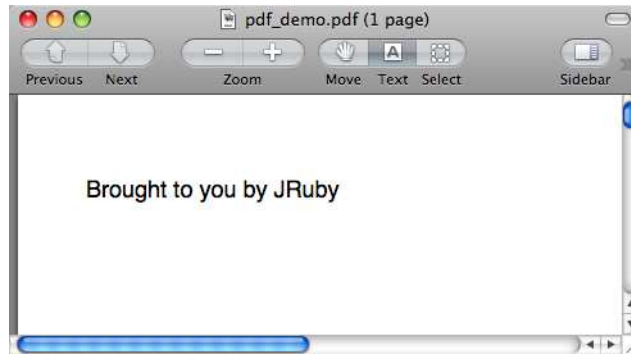 pdf_demo.pdf (1 page)
Previous Next Zoom Move Text Select Sidebar
Brought to you by JRuby